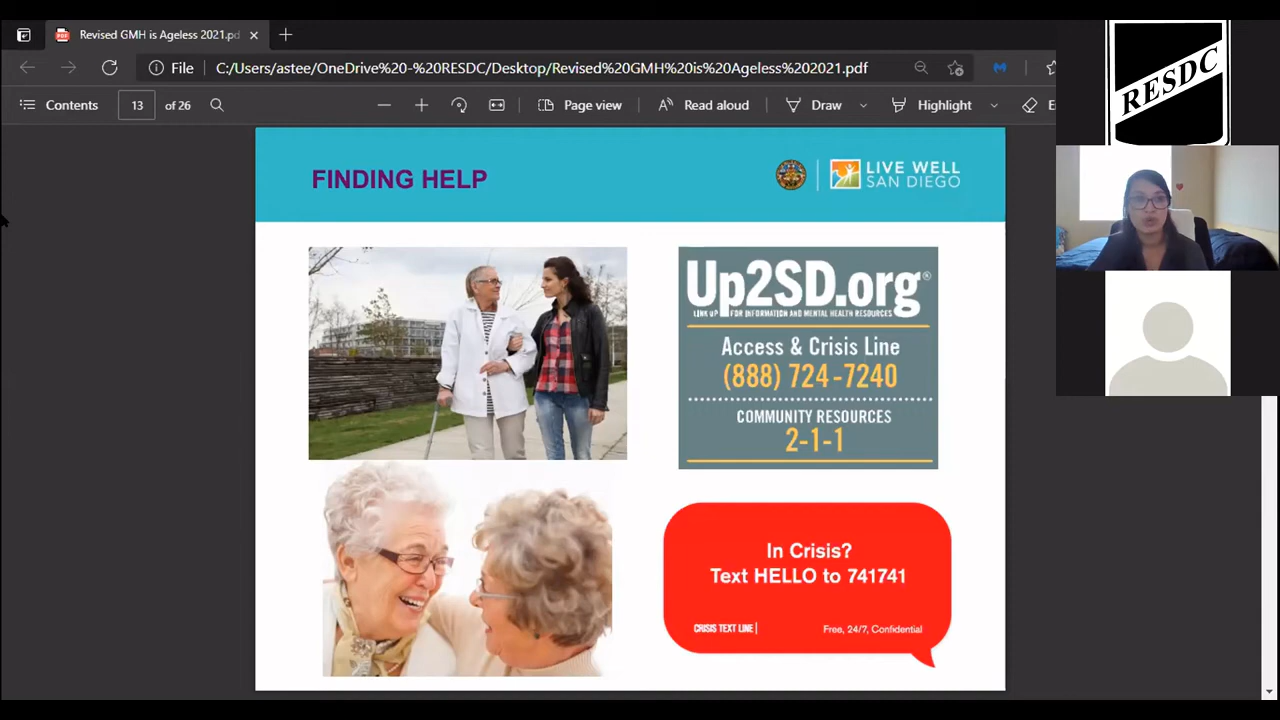 Revised GMH is Ageless 2021.pd
File
C:/Users/astee/OneDrive%20-%20RESDC/Desktop/Revised%20GMH%20is%20Ageless%202021.pdf
Contents
13
of 26
Page view
Read aloud
Draw
Highlight
E
RESDC
FINDING HELP
LIVE WELL
SAN DIEGO
Up2SD.org®
LINK UP FOR INFORMATION AND MENTAL HEALTH RESOURCES
Access & Crisis Line
(888) 724-7240
COMMUNITY RESOURCES
2-1-1
In Crisis?
Text HELLO to 741741
CRISIS TEXT LINE|
Free, 24/7, Confidential